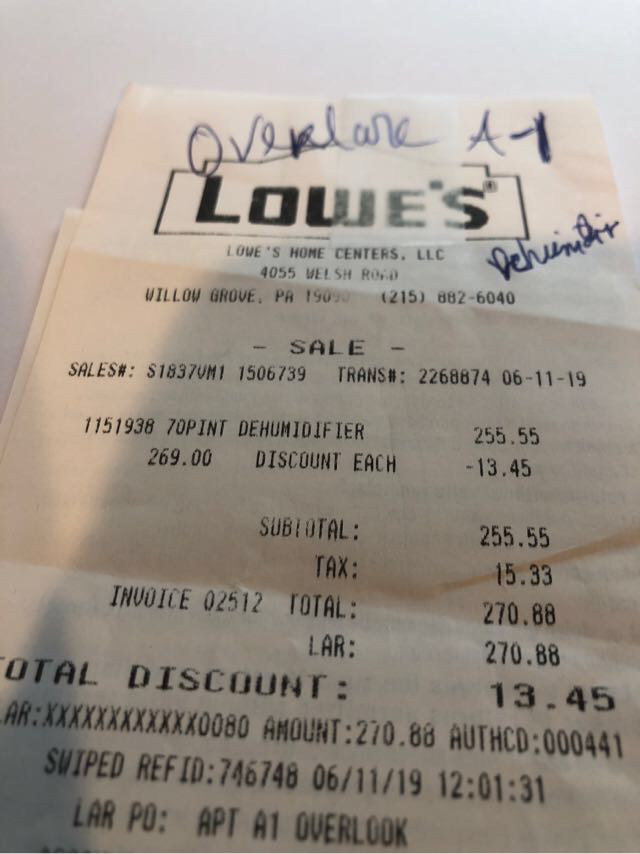 Overlook A-1
LOWE'S®
LOWE'S HOME CENTERS, LLC
4055 WELSH ROAD
WILLOW GROVE, PA 19090 (215) 882-6040
- SALE -
SALES#: S1837VM1 1506739 TRANS#: 2268874 06-11-19
1151938 70PINT DEHUMIDIFIER 255.55
269.00 DISCOUNT EACH -13.45
SUBTOTAL: 255.55
TAX: 15.33
INVOICE 02512 TOTAL: 270.88
LAR: 270.88
TOTAL DISCOUNT: 13.45
LAR:XXXXXXXXXXXX0080 AMOUNT:270.88 AUTHCD:000441
SWIPED REFID:746748 06/11/19 12:01:31
LAR PO: APT A1 OVERLOOK